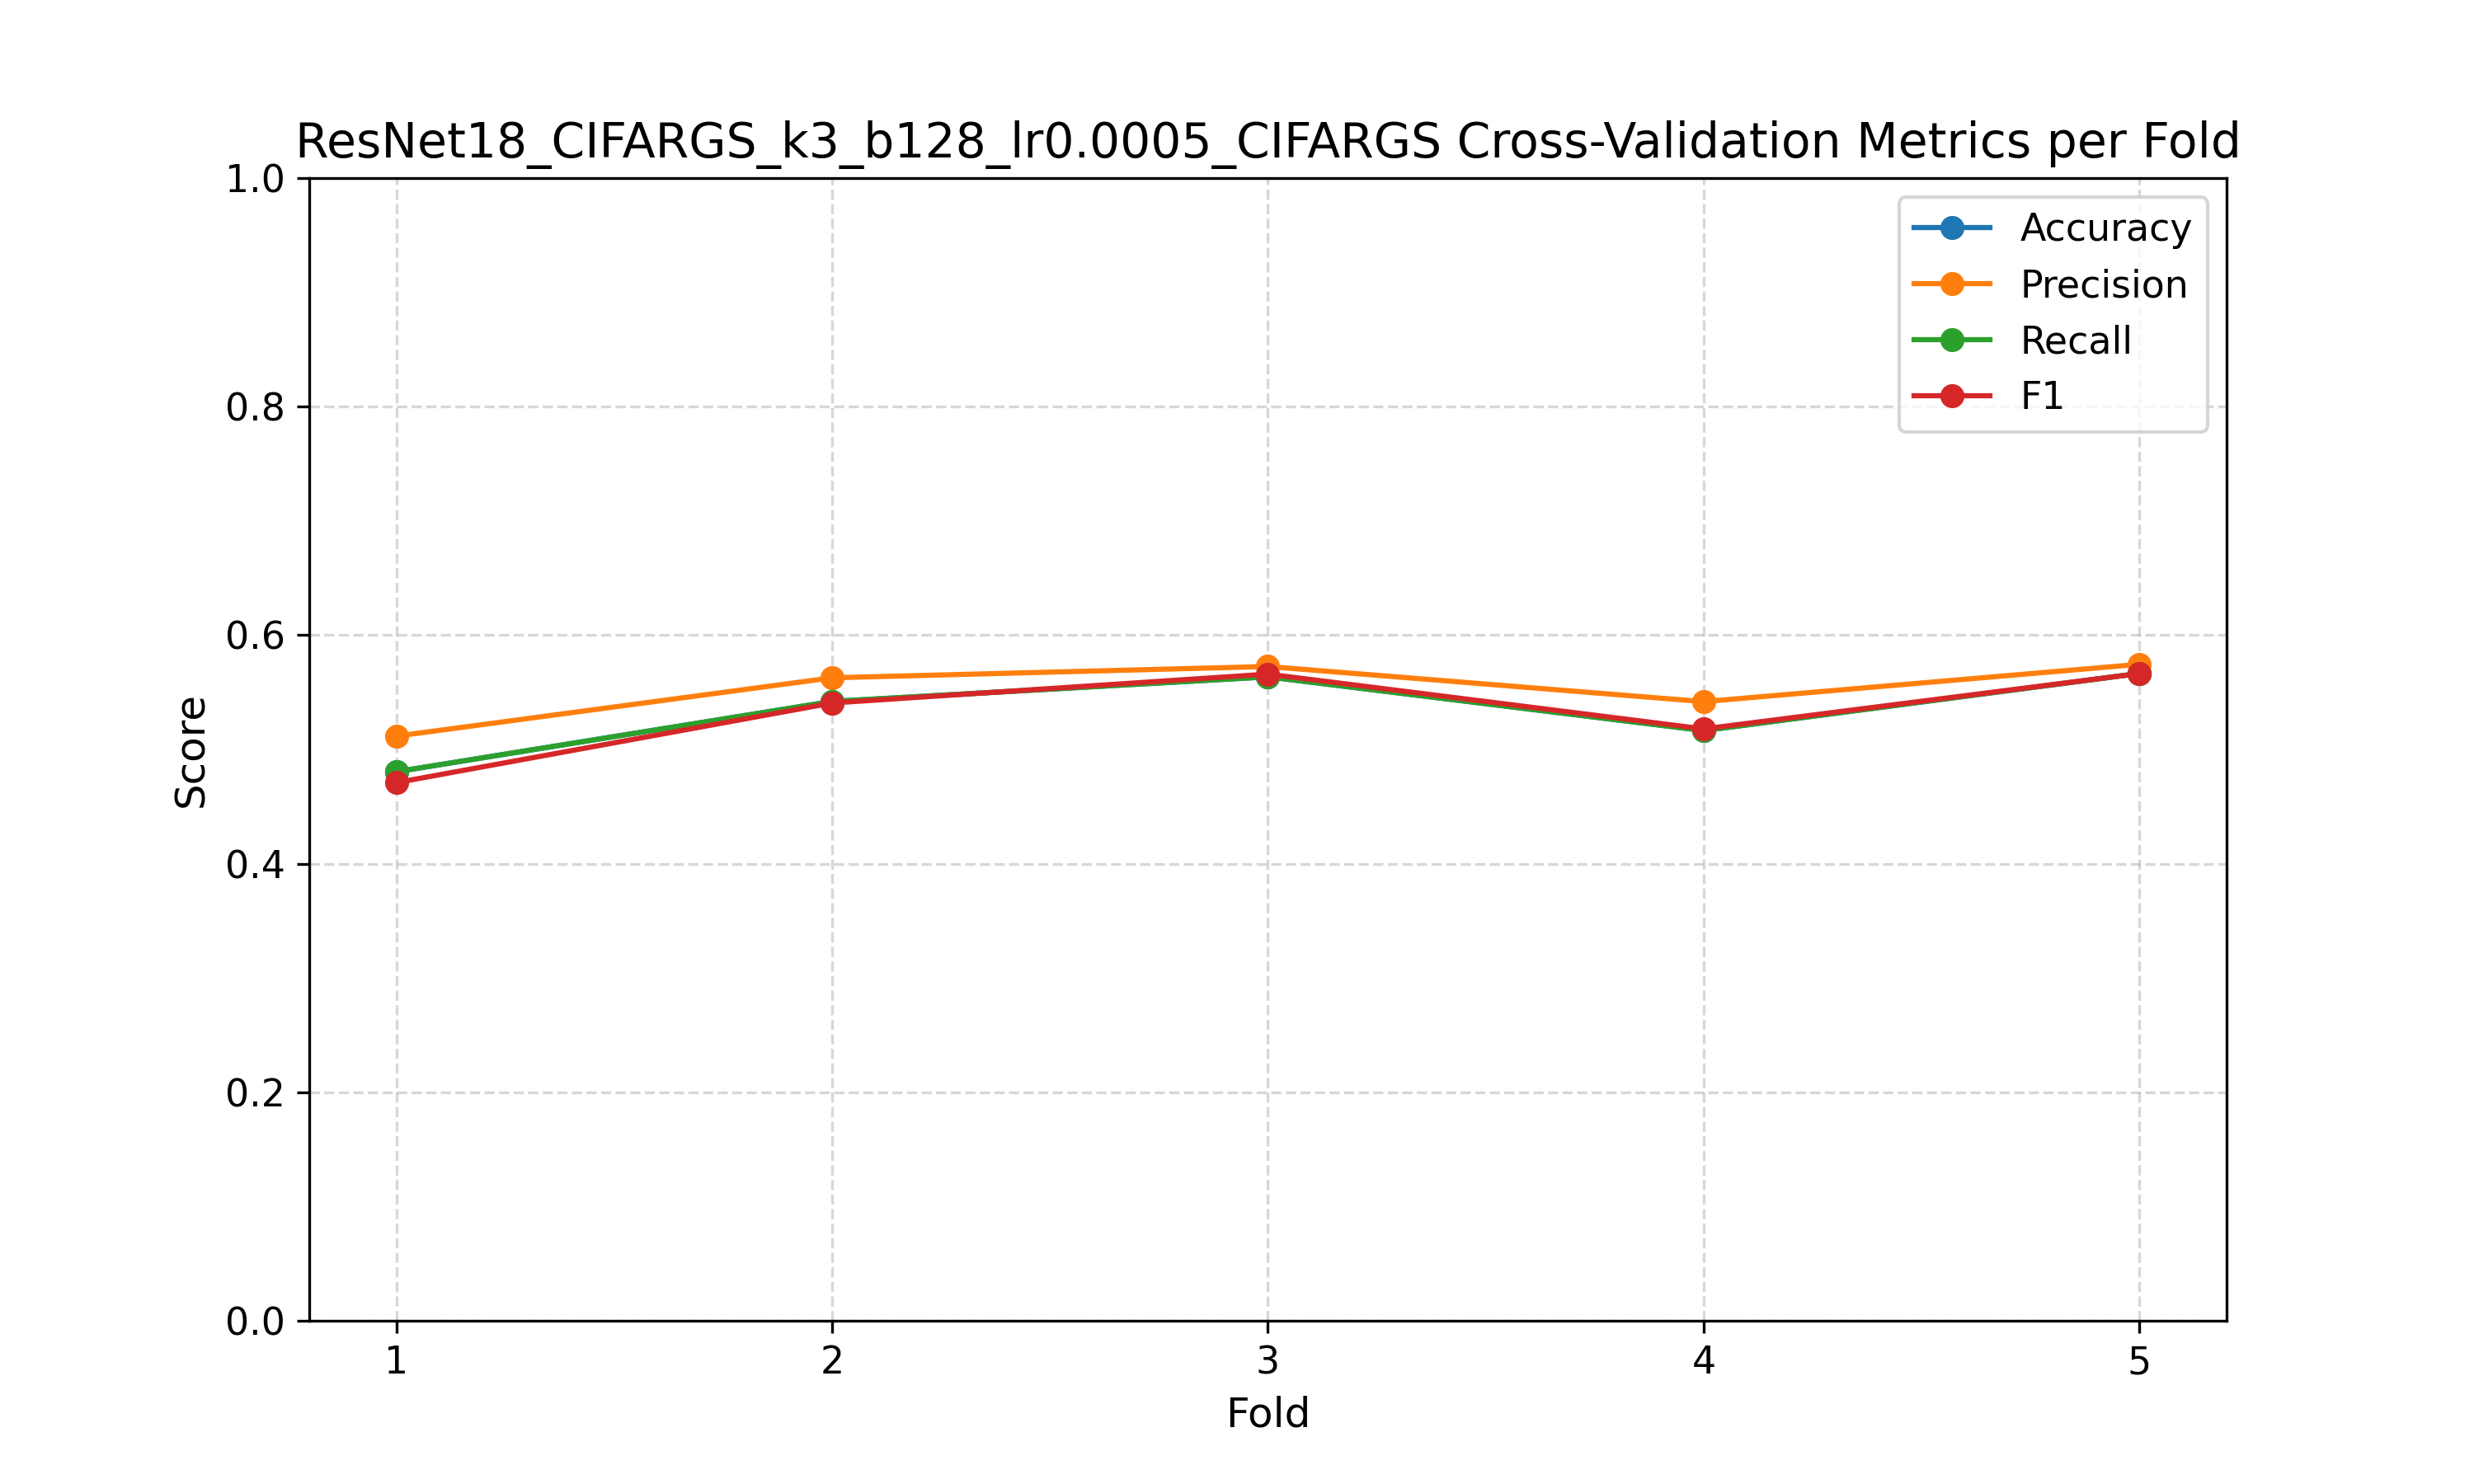 ResNet18_CIFARGS_k3_b128_lr0.0005_CIFARGS Cross-Validation Metrics per Fold
1.0
0.8
0.6
0.4
0.2
0.0
Score
Accuracy
Precision
Recall
F1
1 2 3 4 5
Fold